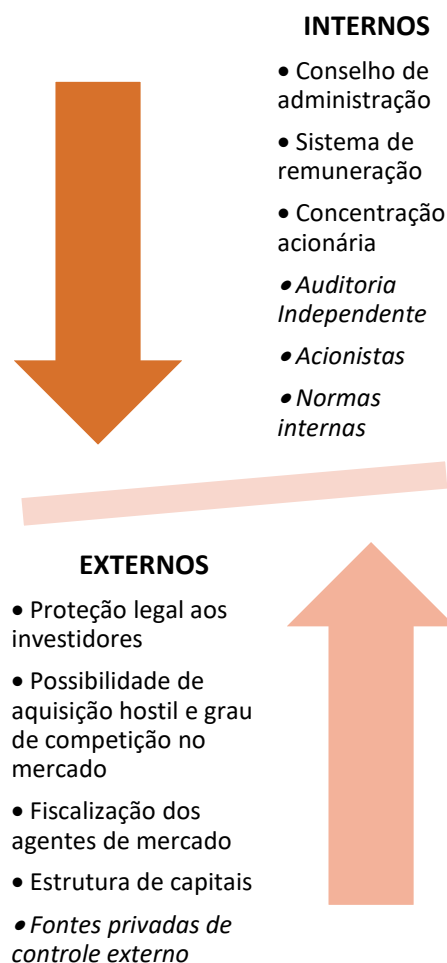 INTERNOS
• Conselho de
administração
• Sistema de
remuneração
• Concentração
acionária
• Auditoria
Independente
• Acionistas
• Normas
internas
EXTERNOS
• Proteção legal aos
investidores
• Possibilidade de
aquisição hostil e grau
de competição no
mercado
• Fiscalização dos
agentes de mercado
• Estrutura de capitais
• Fontes privadas de
controle externo